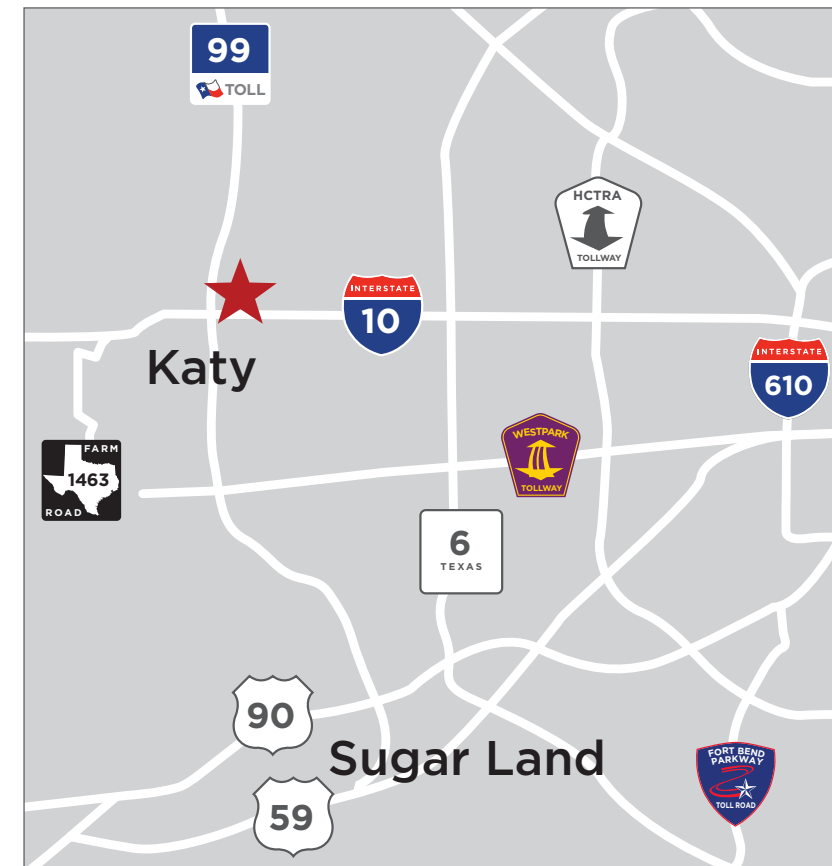 99
TOLL
HCTRA
TOLLWAY
INTERSTATE
10
Katy
INTERSTATE
610
FARM
1463
ROAD
WESTPARK
TOLLWAY
6
TEXAS
90
Sugar Land
FORT BEND
PARKWAY
TOLL ROAD
59